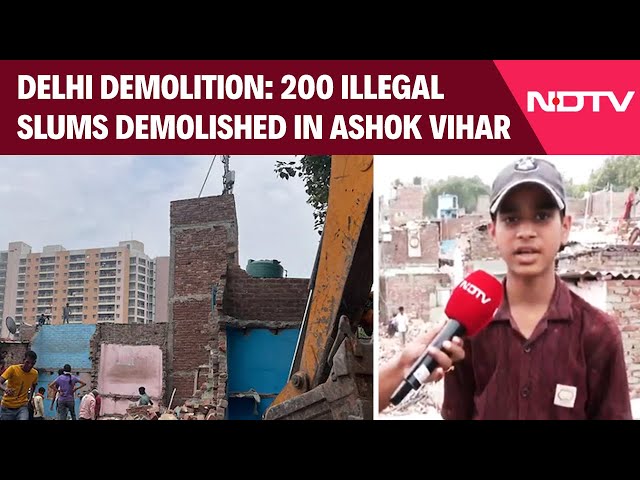 DELHI DEMOLITION: 200 ILLEGAL
SLUMS DEMOLISHED IN ASHOK VIHAR
NDTV
NDTV